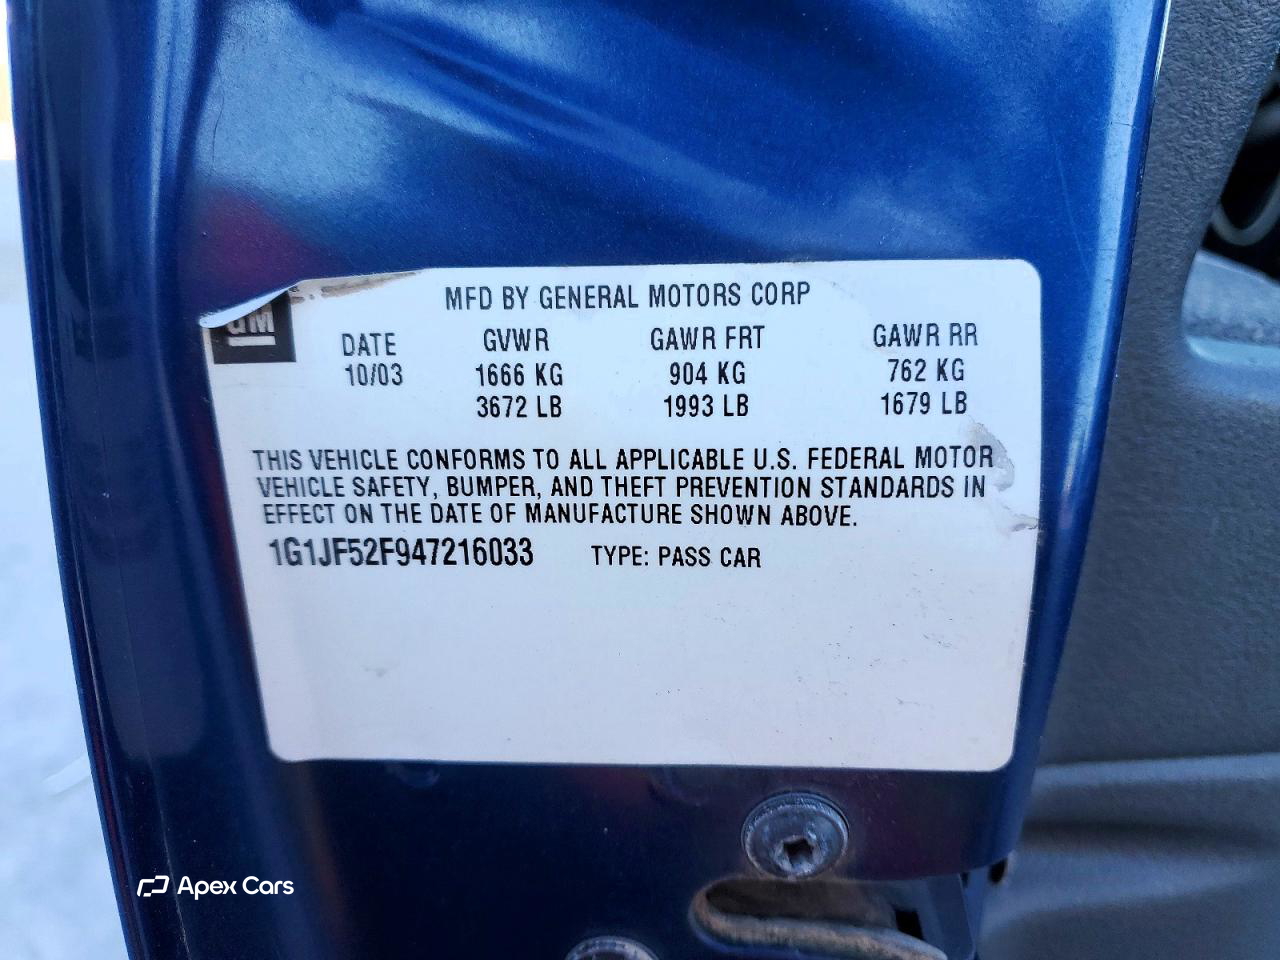 GM
MFD BY GENERAL MOTORS CORP
DATE GVWR GAWR FRT GAWR RR
10/03 1666 KG 904 KG 762 KG
3672 LB 1993 LB 1679 LB
THIS VEHICLE CONFORMS TO ALL APPLICABLE U.S. FEDERAL MOTOR
VEHICLE SAFETY, BUMPER, AND THEFT PREVENTION STANDARDS IN
EFFECT ON THE DATE OF MANUFACTURE SHOWN ABOVE.
1G1JF52F947216033 TYPE: PASS CAR
Apex Cars